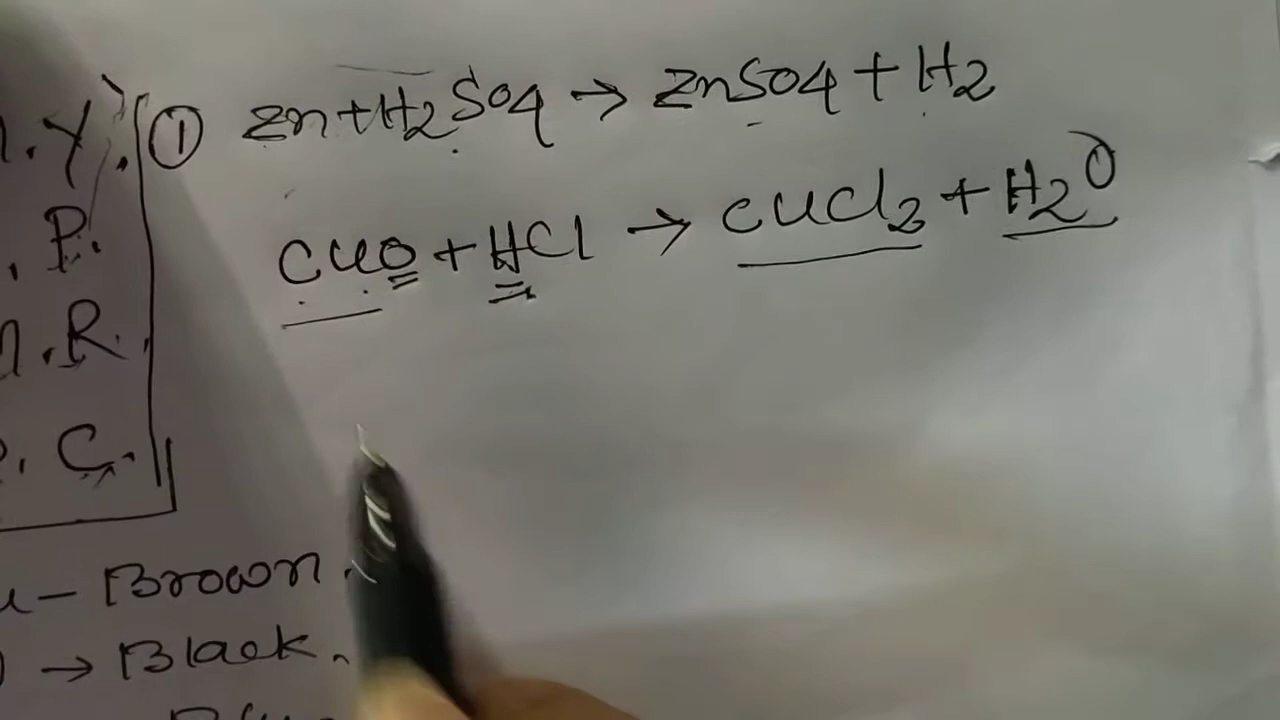 ① Zn + H2SO4 → ZnSO4 + H2
CuO + HCl → CuCl2 + H2O
. Y.
. P.
. R.
. C.
- Brown.
→ Black.